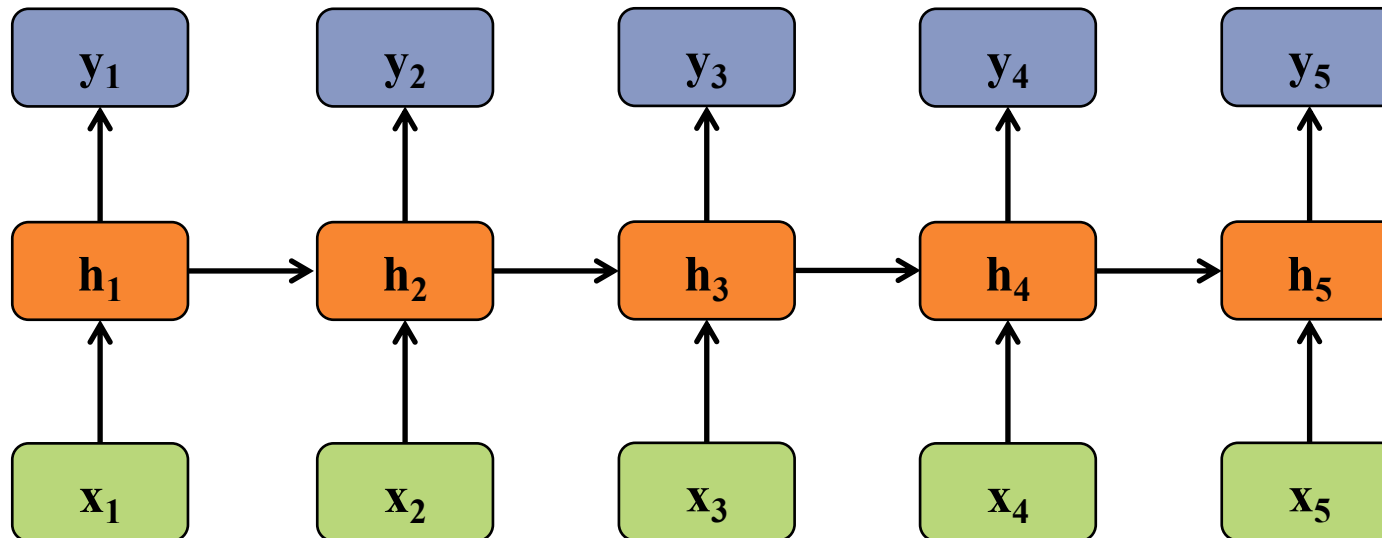 y₁ y₂ y₃ y₄ y₅
h₁ h₂ h₃ h₄ h₅
x₁ x₂ x₃ x₄ x₅